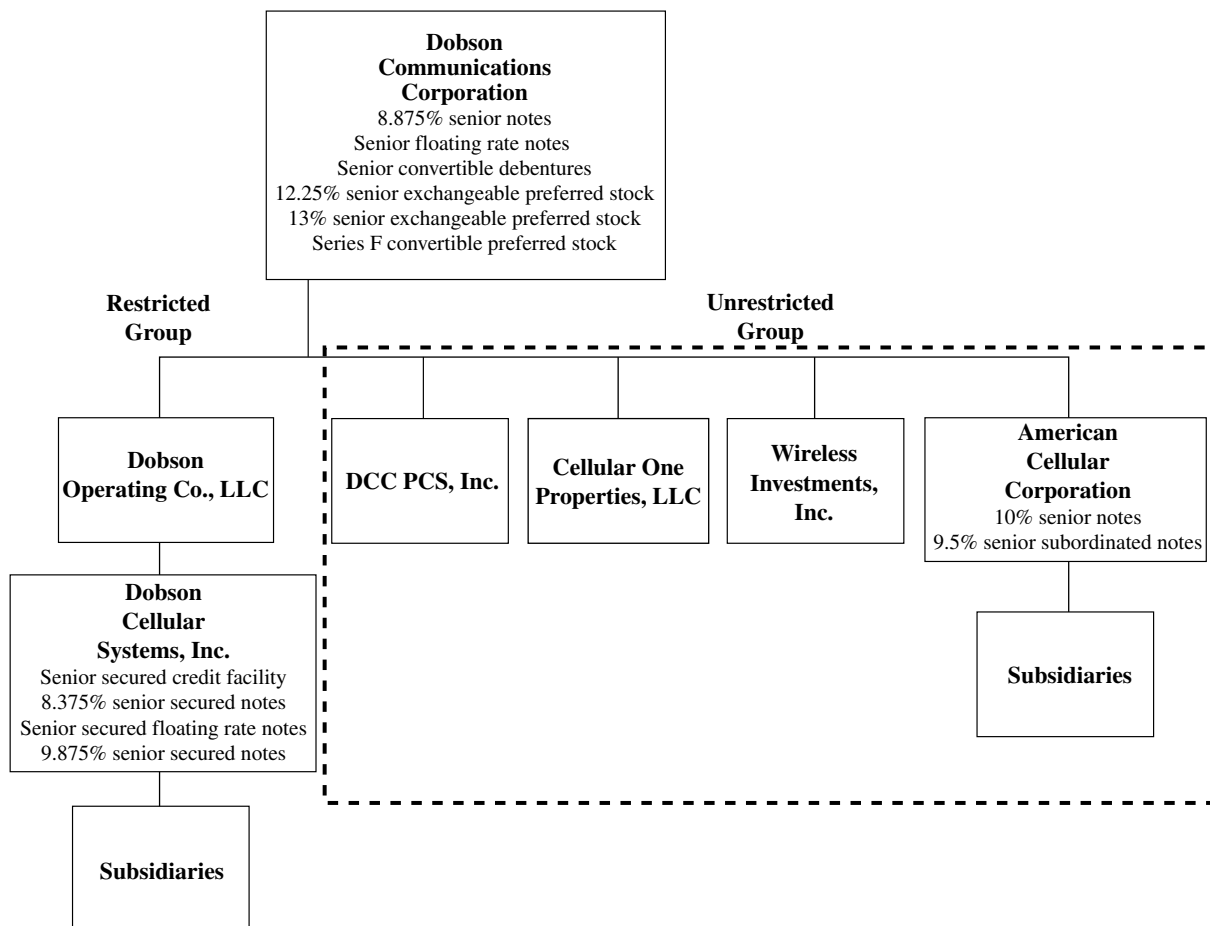 Dobson
Communications
Corporation
8.875% senior notes
Senior floating rate notes
Senior convertible debentures
12.25% senior exchangeable preferred stock
13% senior exchangeable preferred stock
Series F convertible preferred stock
Restricted
Group
Unrestricted
Group
Dobson
Operating Co., LLC
DCC PCS, Inc.
Cellular One
Properties, LLC
Wireless
Investments,
Inc.
American
Cellular
Corporation
10% senior notes
9.5% senior subordinated notes
Dobson
Cellular
Systems, Inc.
Senior secured credit facility
8.375% senior secured notes
Senior secured floating rate notes
9.875% senior secured notes
Subsidiaries
Subsidiaries